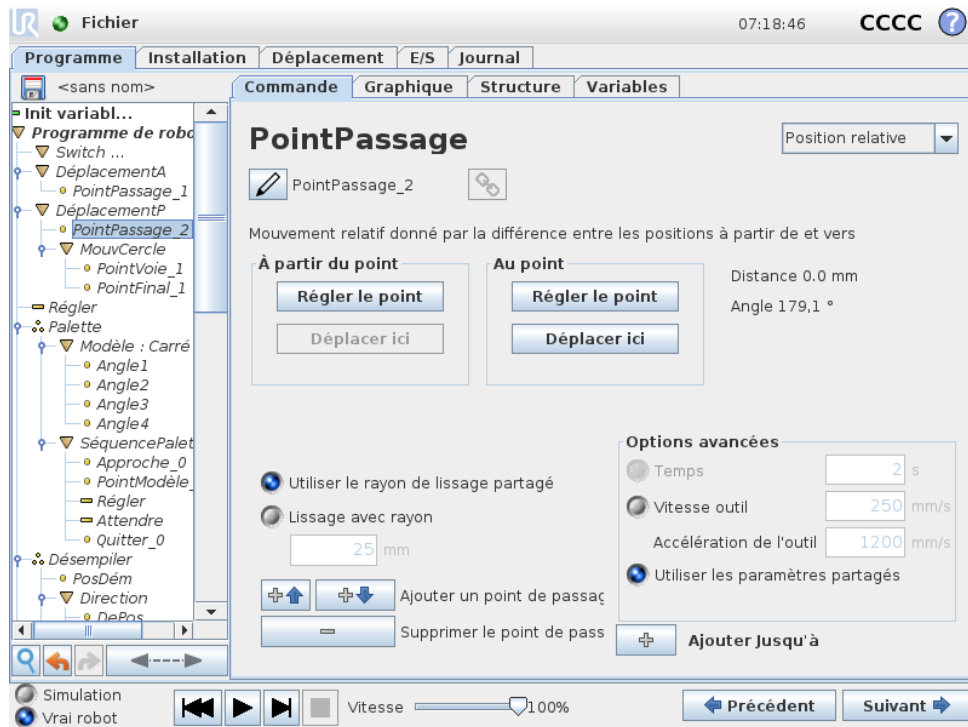 UR Fichier 07:18:46 CCCC ?
Programme Installation Déplacement E/S Journal
<sans nom>
Commande Graphique Structure Variables
Init variabl...
Programme de robo
Switch ...
DéplacementA
PointPassage_1
DéplacementP
PointPassage_2
MouvCercle
PointVoie_1
PointFinal_1
Régler
Palette
Modèle : Carré
Angle1
Angle2
Angle3
Angle4
SéquencePalet
Approche_0
PointModèle_
Régler
Attendre
Quitter_0
Désempiler
PosDém
Direction
DePos
PointPassage
Position relative
PointPassage_2
Mouvement relatif donné par la différence entre les positions à partir de et vers
À partir du point
Régler le point
Déplacer ici
Au point
Régler le point
Déplacer ici
Distance 0.0 mm
Angle 179,1 °
Utiliser le rayon de lissage partagé
Lissage avec rayon
25 mm
Ajouter un point de passag
Supprimer le point de pass
Options avancées
Temps 2 s
Vitesse outil 250 mm/s
Accélération de l'outil 1200 mm/s
Utiliser les paramètres partagés
Ajouter Jusqu'à
Simulation
Vrai robot
Vitesse 100%
Précédent
Suivant